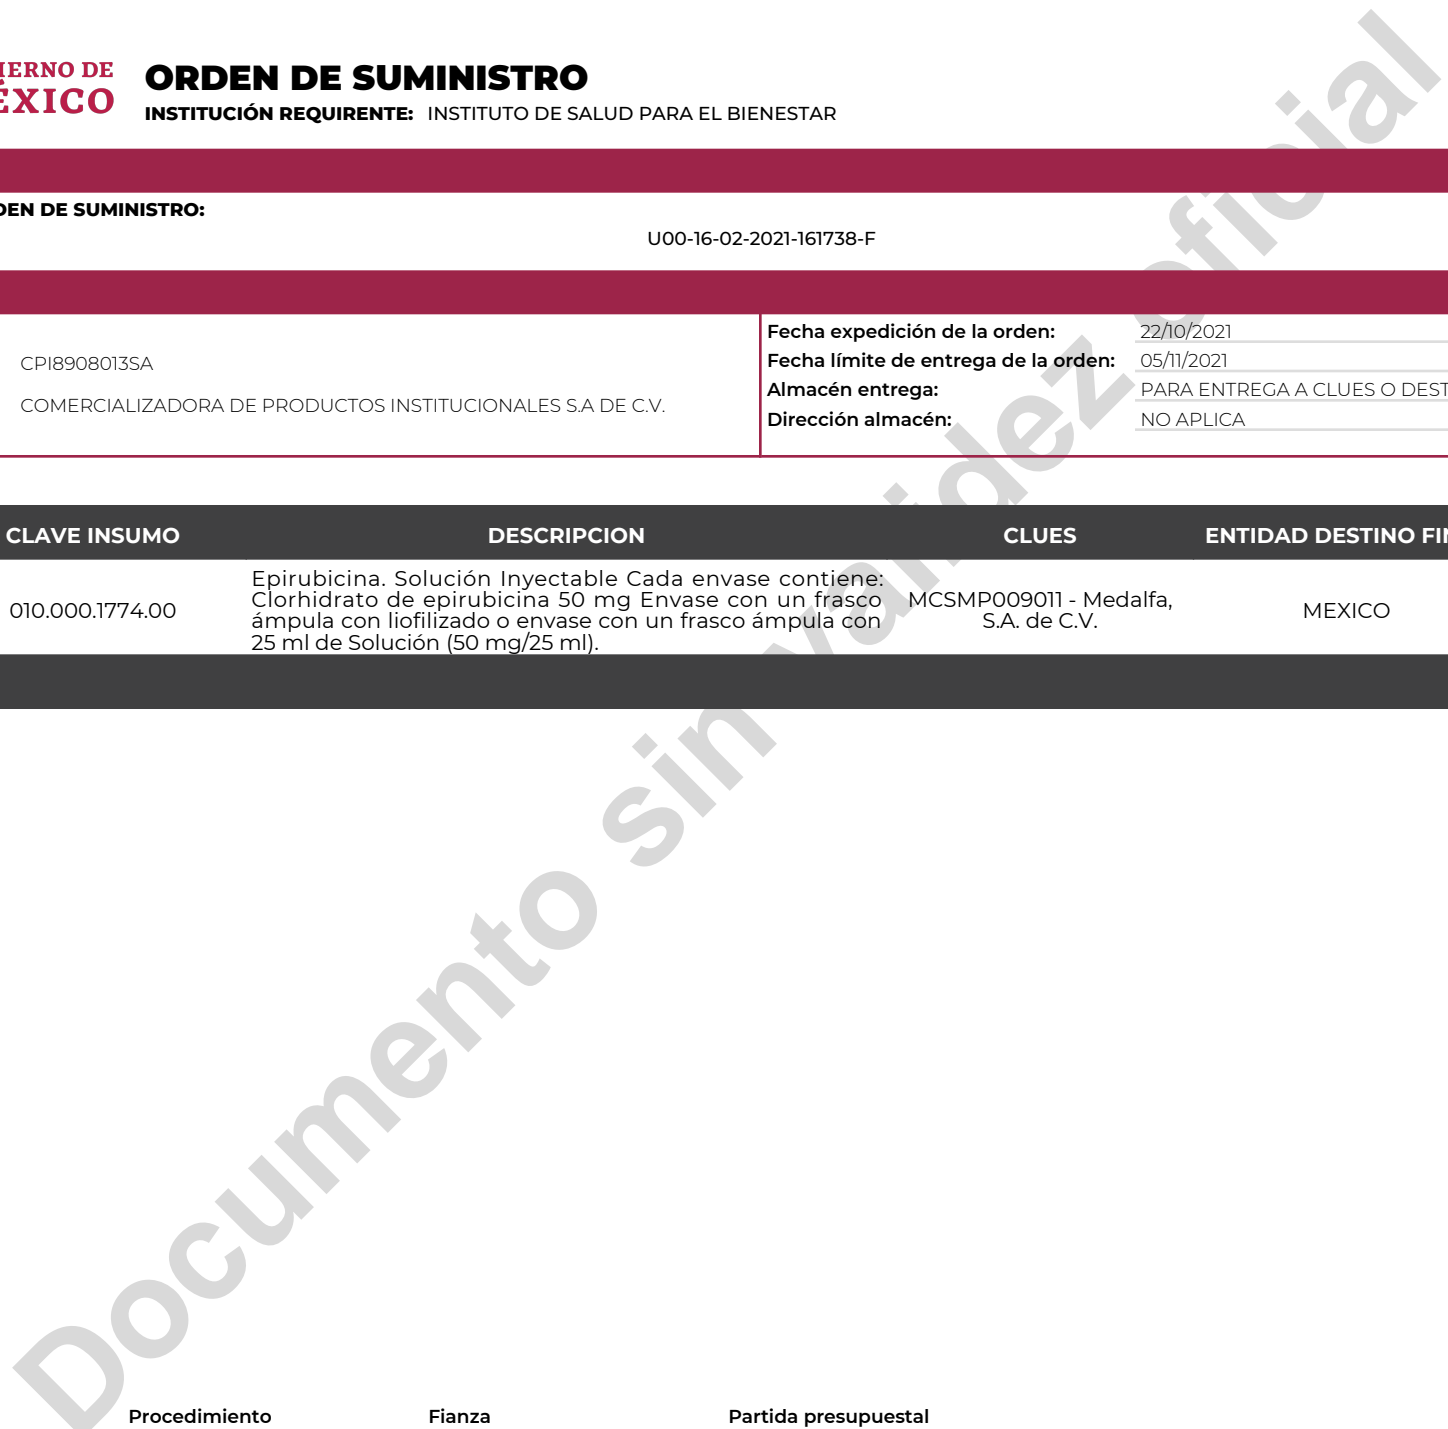 IERNO DE
ÉXICO
ORDEN DE SUMINISTRO
INSTITUCIÓN REQUIRENTE: INSTITUTO DE SALUD PARA EL BIENESTAR
DEN DE SUMINISTRO:
U00-16-02-2021-161738-F
CPI8908013SA
COMERCIALIZADORA DE PRODUCTOS INSTITUCIONALES S.A DE C.V.
Fecha expedición de la orden: 22/10/2021
Fecha límite de entrega de la orden: 05/11/2021
Almacén entrega: PARA ENTREGA A CLUES O DEST
Dirección almacén: NO APLICA
CLAVE INSUMO DESCRIPCION CLUES ENTIDAD DESTINO FIN
010.000.1774.00
Epirubicina. Solución Inyectable Cada envase contiene:
Clorhidrato de epirubicina 50 mg Envase con un frasco
ámpula con liofilizado o envase con un frasco ámpula con
25 ml de Solución (50 mg/25 ml).
MCSMP009011 - Medalfa,
S.A. de C.V.
MEXICO
Documento sin validez oficial
Procedimiento Fianza Partida presupuestal